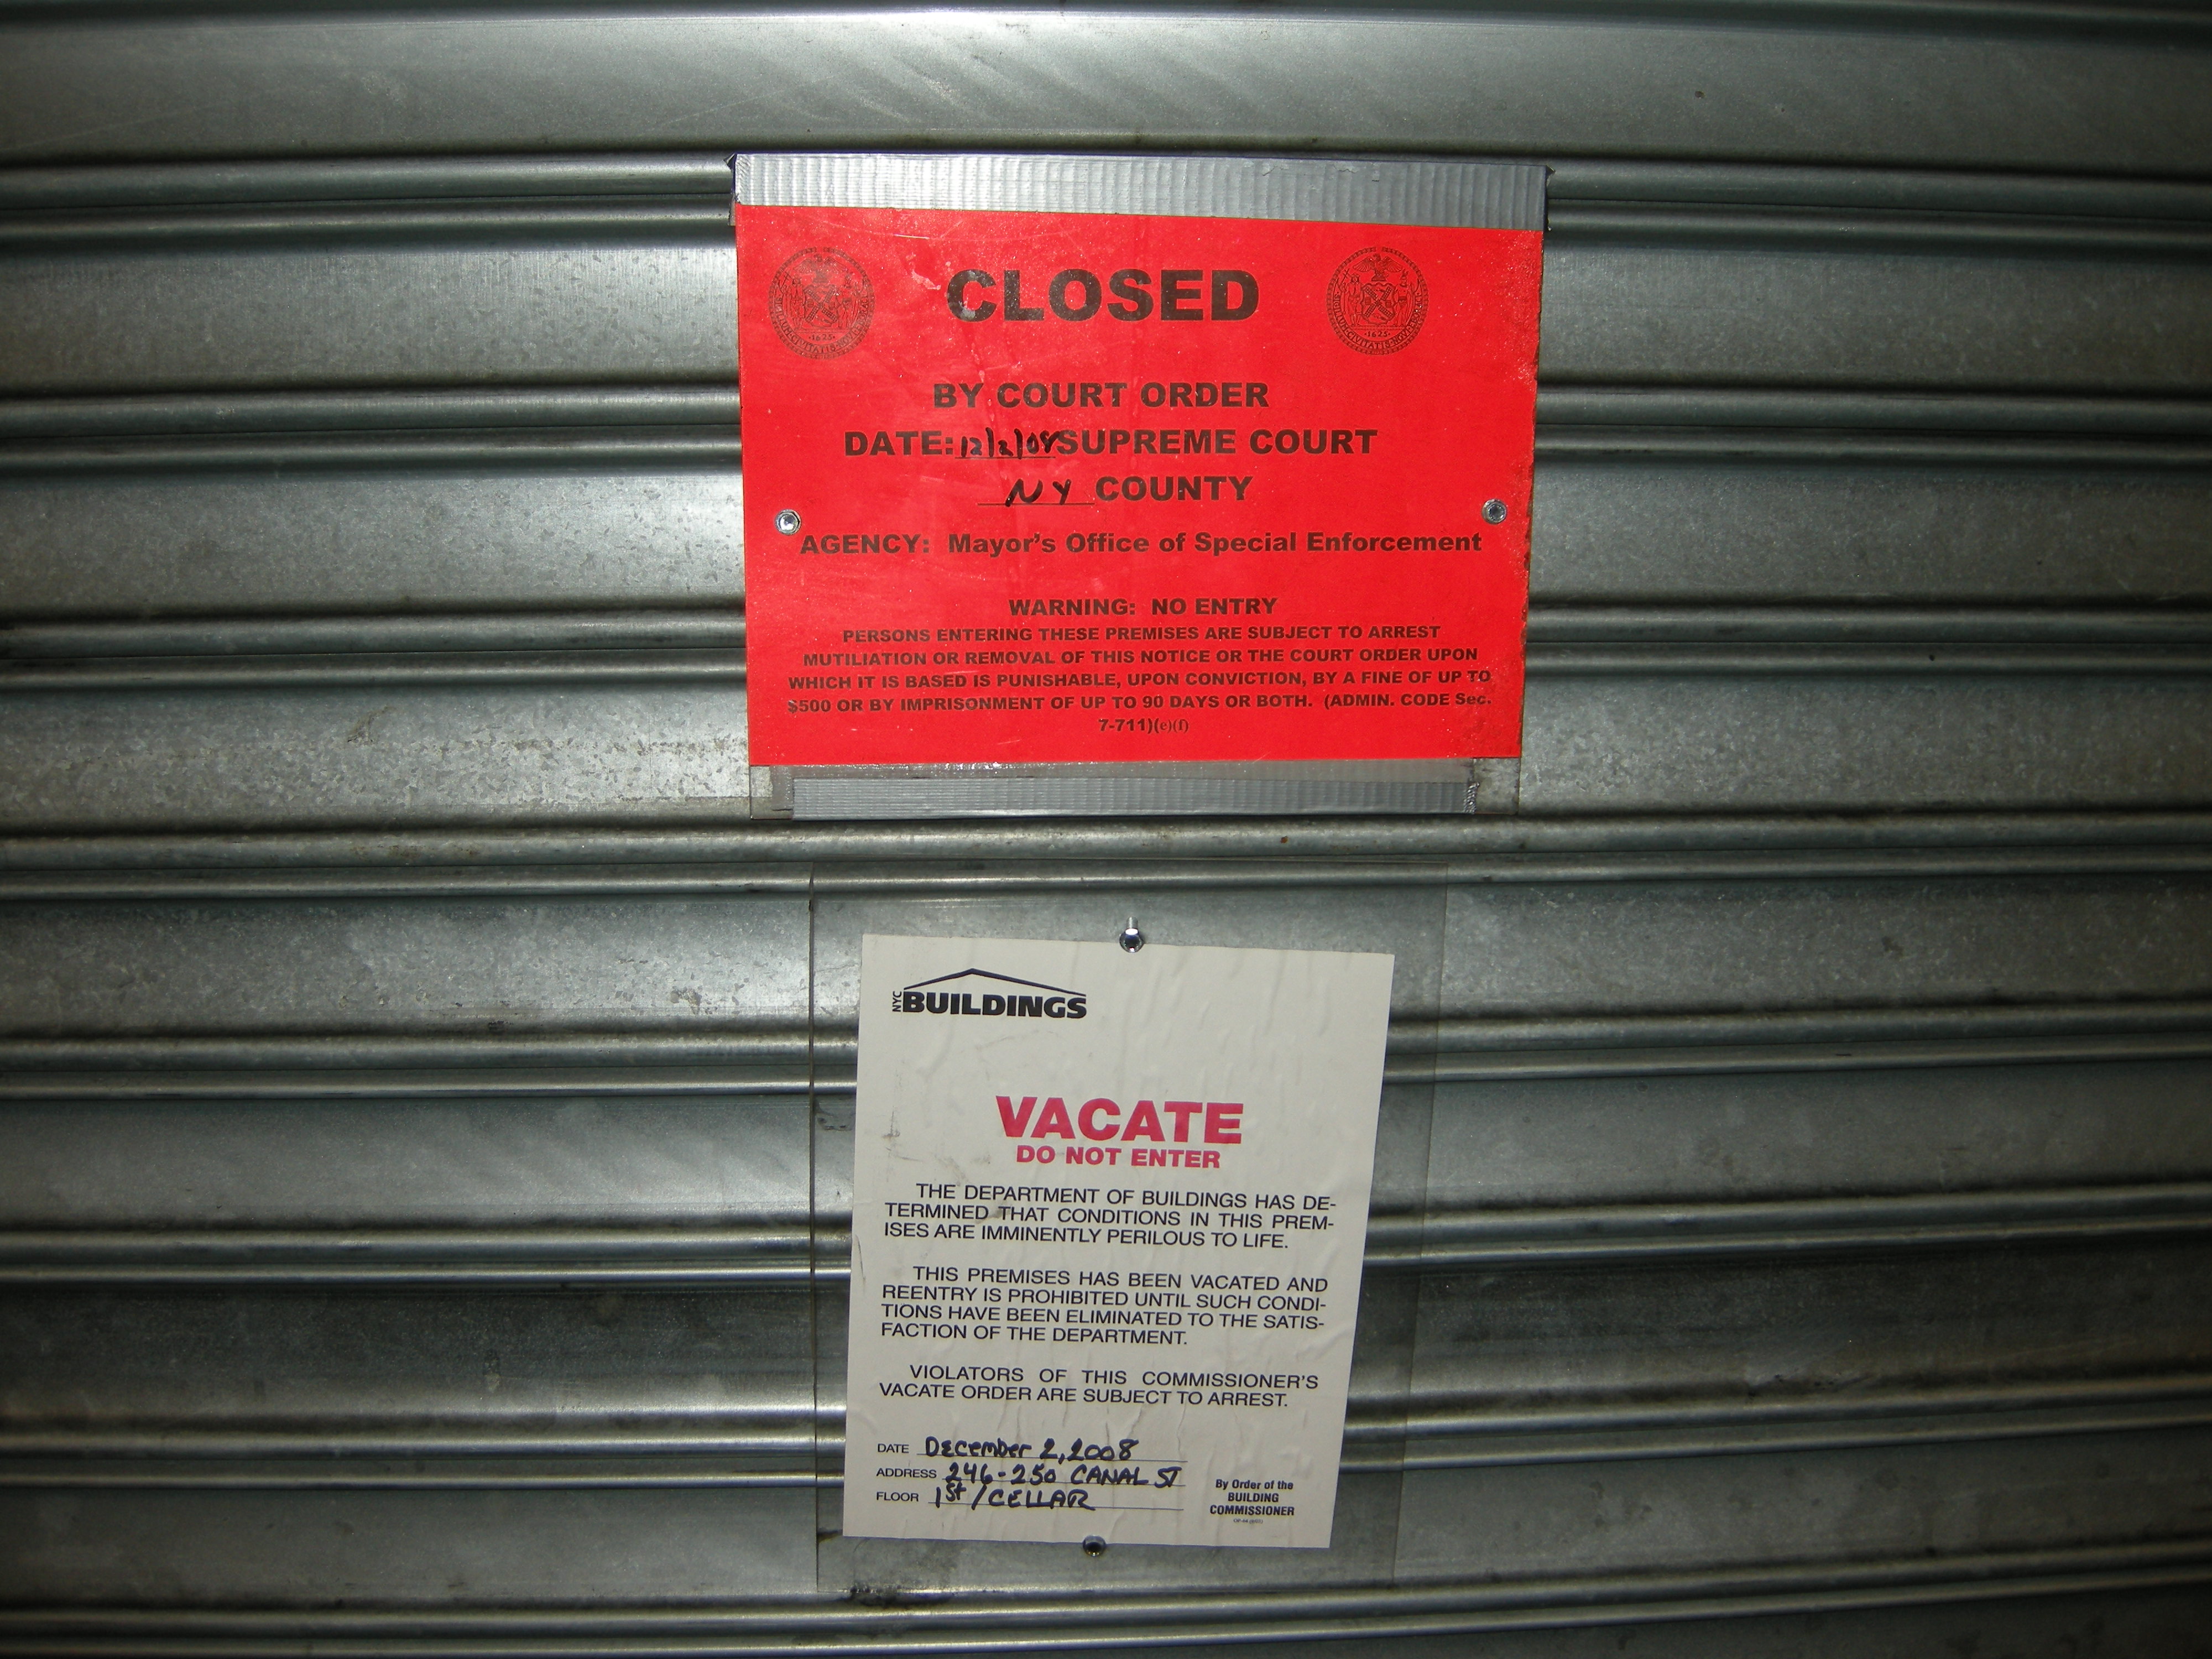 CLOSED
BY COURT ORDER
DATE: 12/2/08 SUPREME COURT
NY COUNTY
AGENCY: Mayor's Office of Special Enforcement
WARNING: NO ENTRY
PERSONS ENTERING THESE PREMISES ARE SUBJECT TO ARREST
MUTILIATION OR REMOVAL OF THIS NOTICE OR THE COURT ORDER UPON
WHICH IT IS BASED IS PUNISHABLE, UPON CONVICTION, BY A FINE OF UP TO
$500 OR BY IMPRISONMENT OF UP TO 90 DAYS OR BOTH. (ADMIN. CODE Sec.
7-711)(e)(f)
NYC BUILDINGS
VACATE
DO NOT ENTER
THE DEPARTMENT OF BUILDINGS HAS DE-
TERMINED THAT CONDITIONS IN THIS PREM-
ISES ARE IMMINENTLY PERILOUS TO LIFE.
THIS PREMISES HAS BEEN VACATED AND
REENTRY IS PROHIBITED UNTIL SUCH CONDI-
TIONS HAVE BEEN ELIMINATED TO THE SATIS-
FACTION OF THE DEPARTMENT.
VIOLATORS OF THIS COMMISSIONER'S
VACATE ORDER ARE SUBJECT TO ARREST.
DATE December 2, 2008
ADDRESS 246-250 CANAL ST
FLOOR 1st/CELLAR
By Order of the
BUILDING
COMMISSIONER